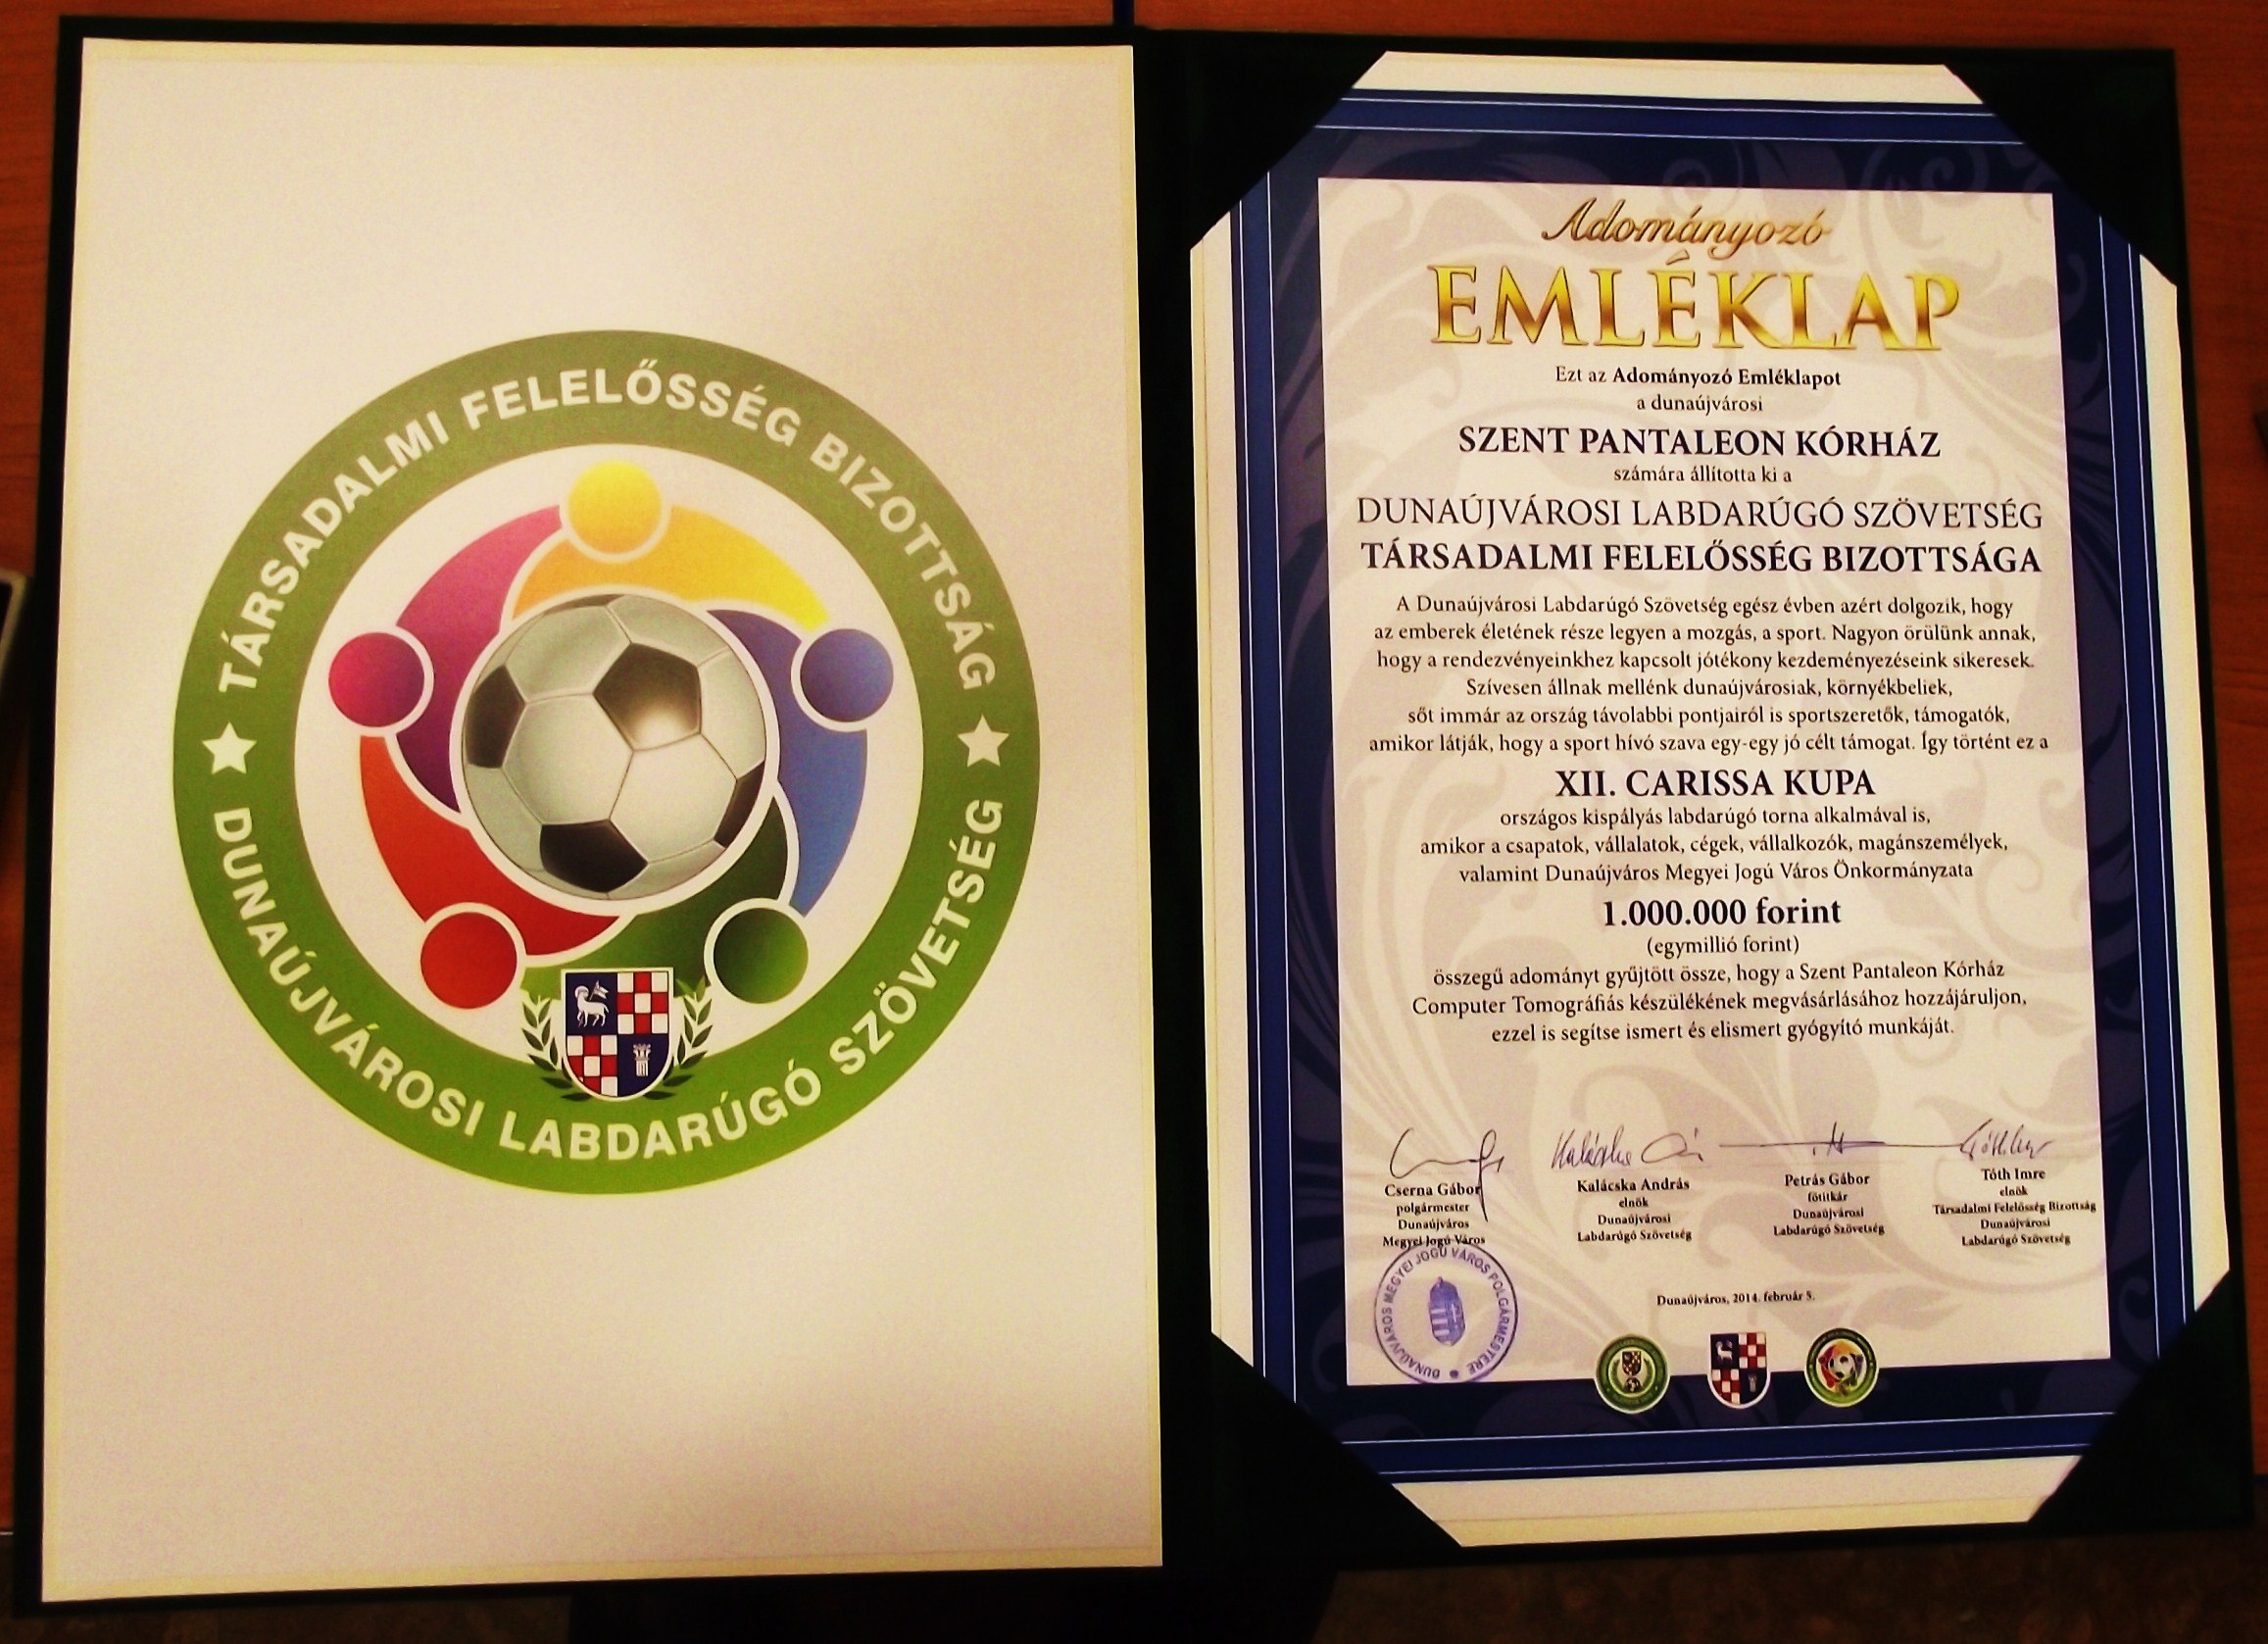 TÁRSADALMI FELELŐSSÉG BIZOTTSÁG
DUNAÚJVÁROSI LABDARÚGÓ SZÖVETSÉG
Adományozó
EMLÉKLAP
Ezt az Adományozó Emléklapot
a dunaújvárosi
SZENT PANTALEON KÓRHÁZ
számára állította ki a
DUNAÚJVÁROSI LABDARÚGÓ SZÖVETSÉG
TÁRSADALMI FELELŐSSÉG BIZOTTSÁGA
A Dunaújvárosi Labdarúgó Szövetség egész évben azért dolgozik, hogy
az emberek életének része legyen a mozgás, a sport. Nagyon örülünk annak,
hogy a rendezvényeinkhez kapcsolt jótékony kezdeményezéseink sikeresek.
Szívesen állnak mellénk dunaújvárosiak, környékbeliek,
sőt immár az ország távolabbi pontjairól is sportszeretők, támogatók,
amikor látják, hogy a sport hívó szava egy-egy jó célt támogat. Így történt ez a
XII. CARISSA KUPA
országos kispályás labdarúgó torna alkalmával is,
amikor a csapatok, vállalatok, cégek, vállalkozók, magánszemélyek,
valamint Dunaújváros Megyei Jogú Város Önkormányzata
1.000.000 forint
(egymillió forint)
összegű adományt gyűjtött össze, hogy a Szent Pantaleon Kórház
Computer Tomográfiás készülékének megvásárlásához hozzájáruljon,
ezzel is segítse ismert és elismert gyógyító munkáját.
Cserna Gábor
polgármester
Dunaújváros
Megyei Jogú Város
Kalácska András
elnök
Dunaújvárosi
Labdarúgó Szövetség
Petrás Gábor
főtitkár
Dunaújvárosi
Labdarúgó Szövetség
Tóth Imre
elnök
Társadalmi Felelősség Bizottság
Dunaújvárosi
Labdarúgó Szövetség
DUNAÚJVÁROS MEGYEI JOGÚ VÁROS POLGÁRMESTERE
Dunaújváros, 2014. február 5.